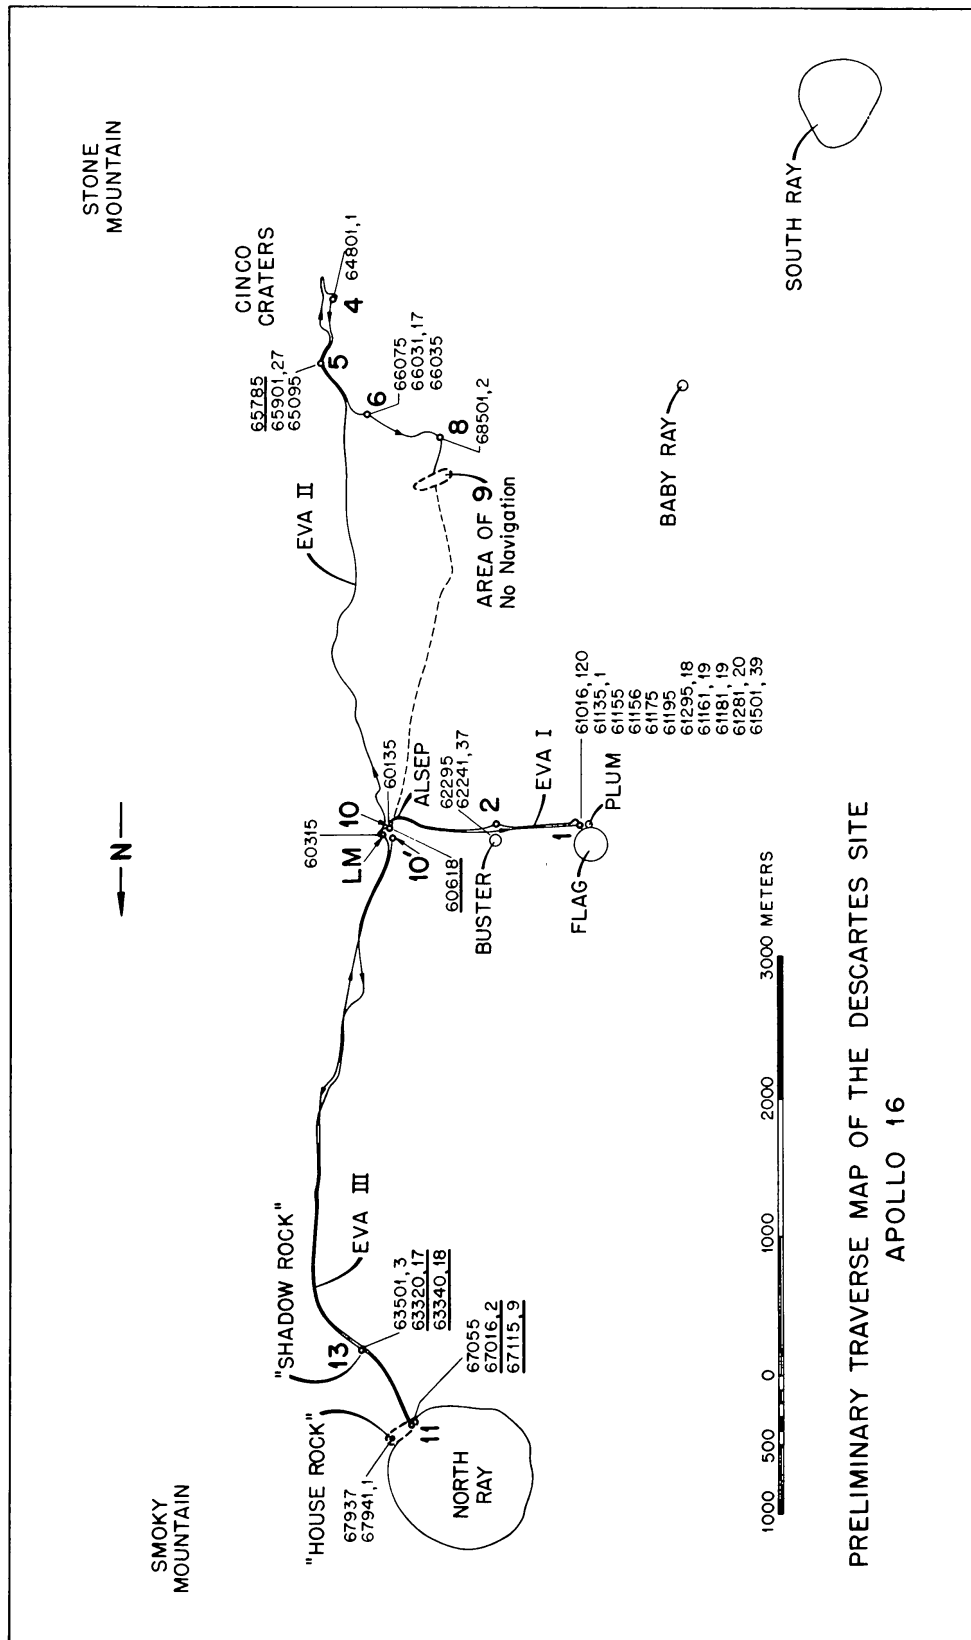 SMOKY
MOUNTAIN
STONE
MOUNTAIN
N
"HOUSE ROCK"
67937
67941,1
"SHADOW ROCK"
13
EVA III
63501,3
63320,17
63340,18
67055
67016,2
67115,9
11
NORTH
RAY
60315
LM
10
60135
10'
60618
ALSEP
62295
62241,37
BUSTER
2
EVA I
FLAG
1
PLUM
61016,120
61135,1
61155
61156
61175
61195
61295,18
61161,19
61181,19
61281,20
61501,39
EVA II
CINCO
CRATERS
65785
65901,27
65095
5
4
64801,1
6
66075
66031,17
66035
8
68501,2
AREA OF 9
No Navigation
BABY RAY
SOUTH RAY
1000 500 0 1000 2000 3000 METERS
PRELIMINARY TRAVERSE MAP OF THE DESCARTES SITE
APOLLO 16